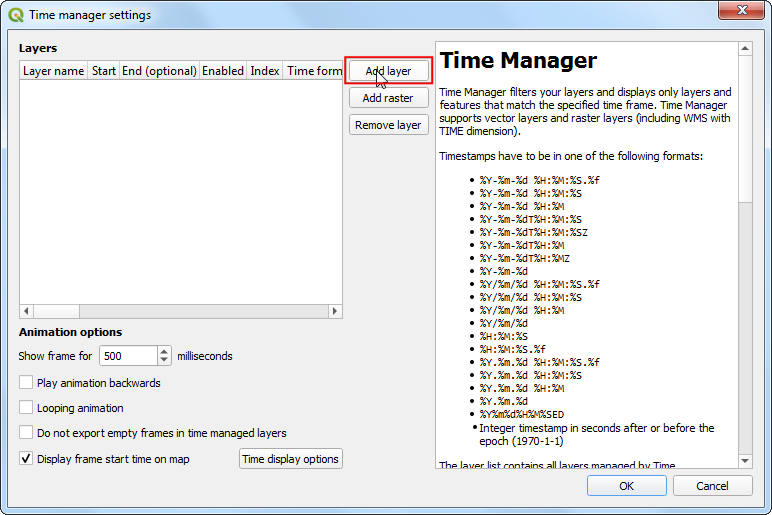 Time manager settings
Layers
Layer name Start End (optional) Enabled Index Time form
Add layer
Add raster
Remove layer
Animation options
Show frame for 500 milliseconds
Play animation backwards
Looping animation
Do not export empty frames in time managed layers
Display frame start time on map
Time display options
Time Manager
Time Manager filters your layers and displays only layers and
features that match the specified time frame. Time Manager
supports vector layers and raster layers (including WMS with
TIME dimension).
Timestamps have to be in one of the following formats:
• %Y-%m-%d %H:%M:%S.%f
• %Y-%m-%d %H:%M:%S
• %Y-%m-%d %H:%M
• %Y-%m-%dT%H:%M:%S
• %Y-%m-%dT%H:%M:%SZ
• %Y-%m-%dT%H:%M
• %Y-%m-%dT%H:%MZ
• %Y-%m-%d
• %Y/%m/%d %H:%M:%S.%f
• %Y/%m/%d %H:%M:%S
• %Y/%m/%d %H:%M
• %Y/%m/%d
• %H:%M:%S
• %H:%M:%S.%f
• %Y.%m.%d %H:%M:%S.%f
• %Y.%m.%d %H:%M:%S
• %Y.%m.%d %H:%M
• %Y.%m.%d
• %Y%m%d%H%M%SED
• Integer timestamp in seconds after or before the
epoch (1970-1-1)
The layer list contains all layers managed by Time
OK
Cancel